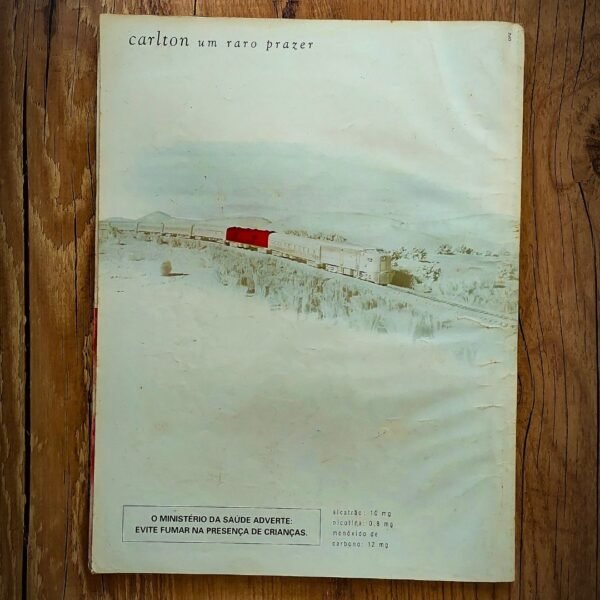 carlton um raro prazer
O MINISTÉRIO DA SAÚDE ADVERTE:
EVITE FUMAR NA PRESENÇA DE CRIANÇAS.
alcatrão: 10 mg
nicotina: 0,8 mg
monóxido de
carbono: 12 mg